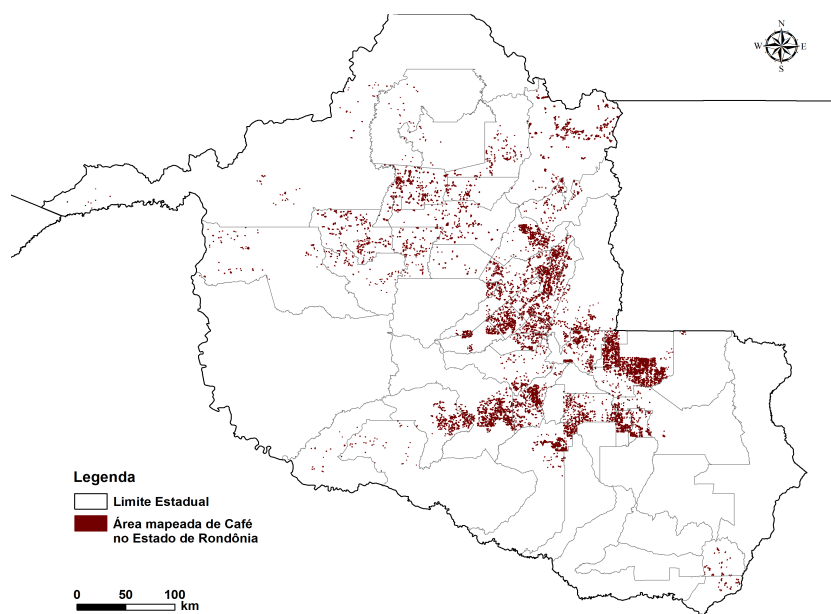 N
W E
S
Legenda
Limite Estadual
Área mapeada de Café
no Estado de Rondônia
0 50 100
km